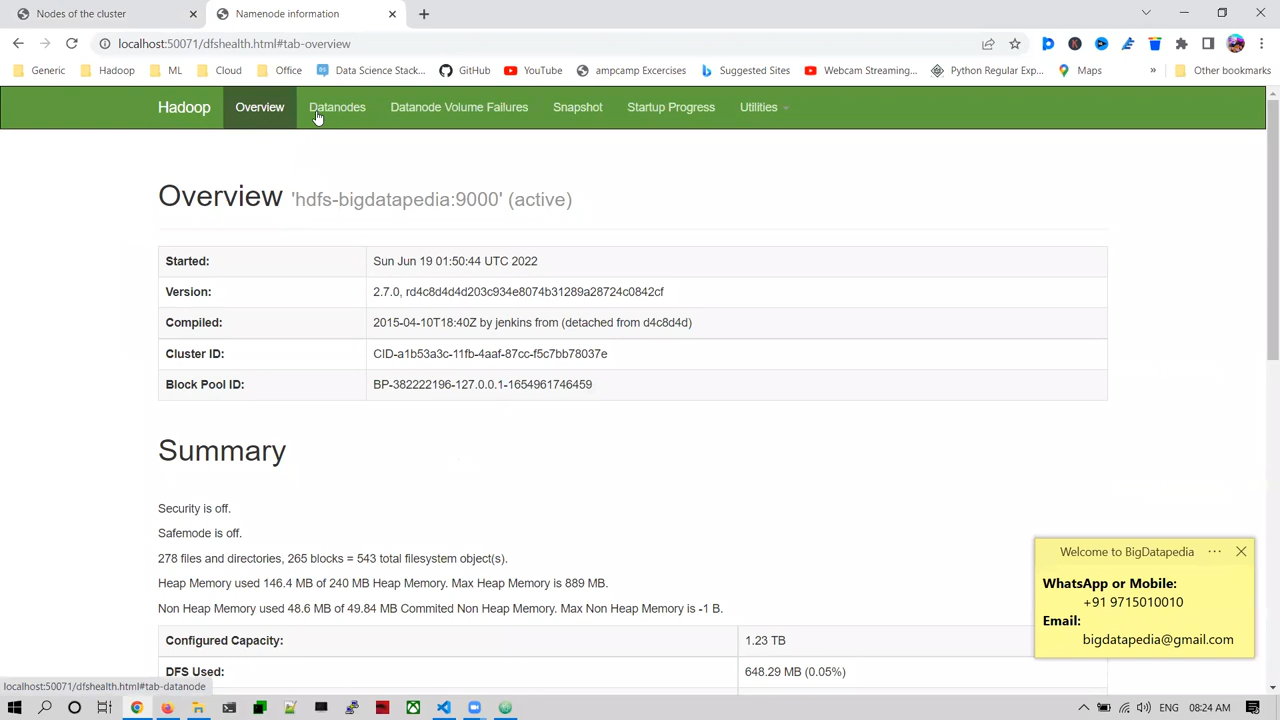 Nodes of the cluster
Namenode information
localhost:50071/dfshealth.html#tab-overview
Generic
Hadoop
ML
Cloud
Office
Data Science Stack...
GitHub
YouTube
ampcamp Excercises
Suggested Sites
Webcam Streaming...
Python Regular Exp...
Maps
»
Other bookmarks
Hadoop
Overview
Datanodes
Datanode Volume Failures
Snapshot
Startup Progress
Utilities
Overview 'hdfs-bigdatapedia:9000' (active)
Started: Sun Jun 19 01:50:44 UTC 2022
Version: 2.7.0, rd4c8d4d4d203c934e8074b31289a28724c0842cf
Compiled: 2015-04-10T18:40Z by jenkins from (detached from d4c8d4d)
Cluster ID: CID-a1b53a3c-11fb-4aaf-87cc-f5c7bb78037e
Block Pool ID: BP-382222196-127.0.0.1-1654961746459
Summary
Security is off.
Safemode is off.
278 files and directories, 265 blocks = 543 total filesystem object(s).
Heap Memory used 146.4 MB of 240 MB Heap Memory. Max Heap Memory is 889 MB.
Non Heap Memory used 48.6 MB of 49.84 MB Commited Non Heap Memory. Max Non Heap Memory is -1 B.
Configured Capacity: 1.23 TB
DFS Used: 648.29 MB (0.05%)
Welcome to BigDatapedia
WhatsApp or Mobile:
+91 9715010010
Email:
bigdatapedia@gmail.com
localhost:50071/dfshealth.html#tab-datanode
ENG
08:24 AM